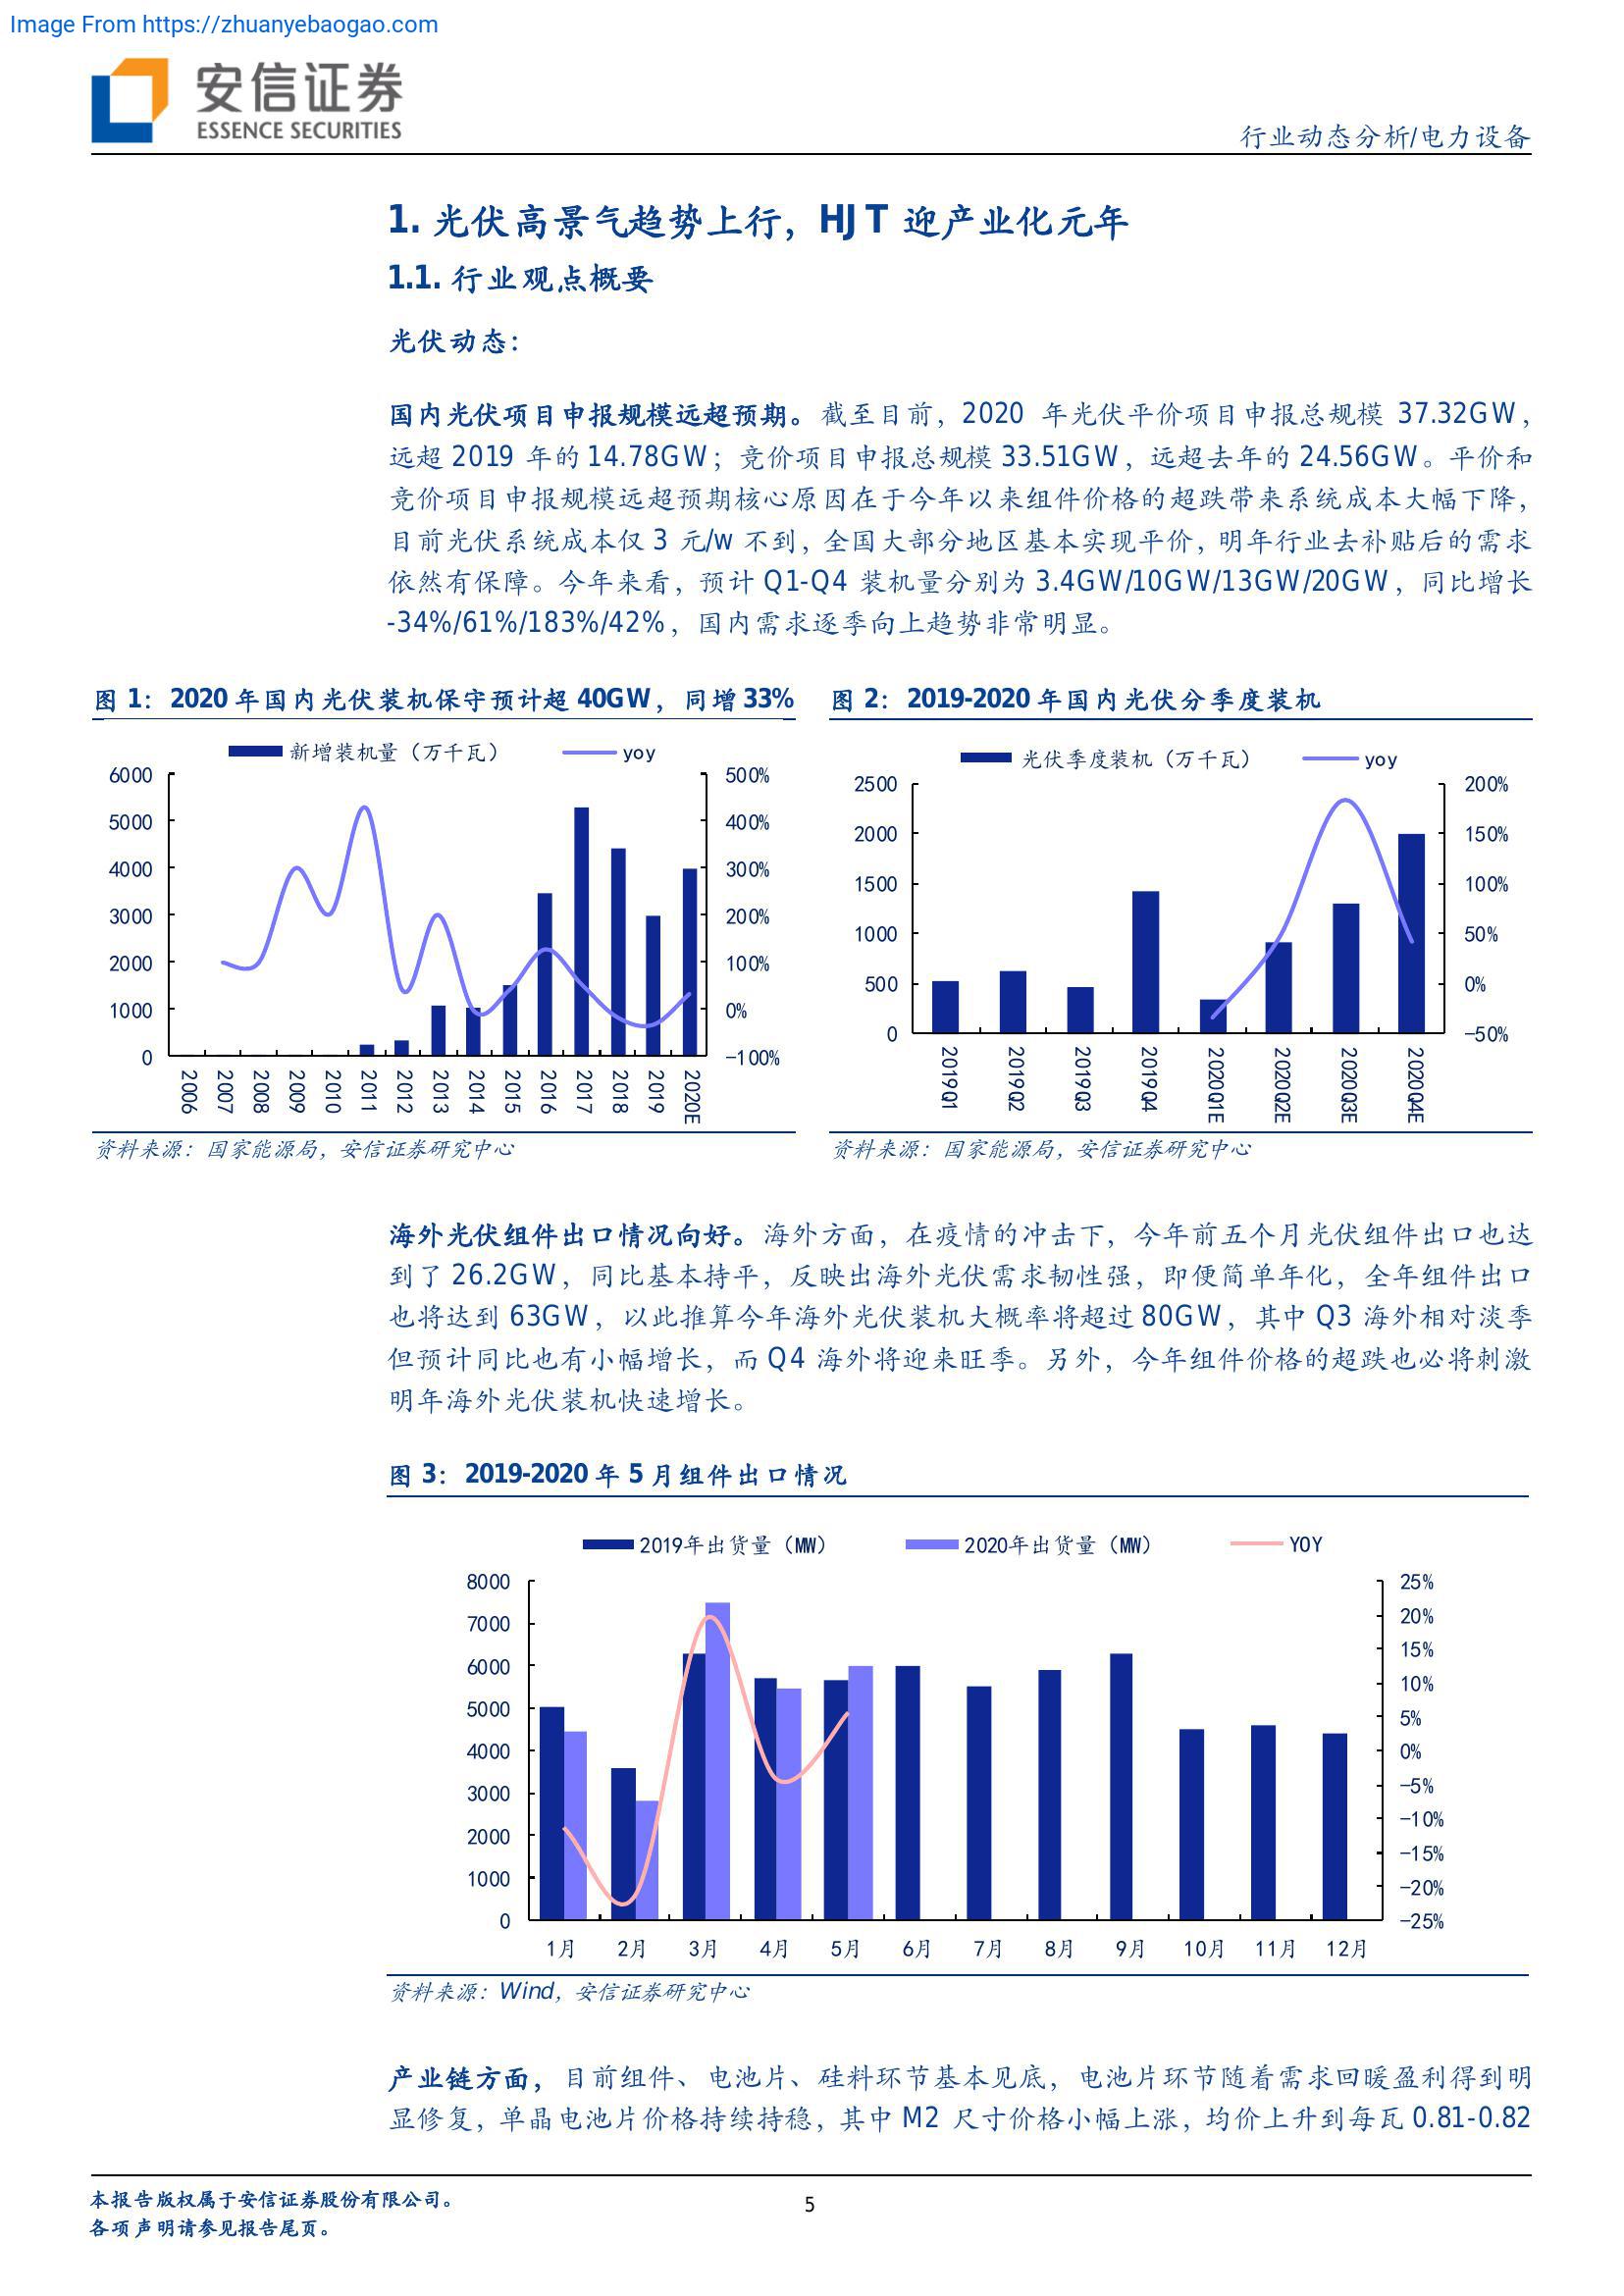 Image From https://zhuanyebaogao.com
安信证券
ESSENCE SECURITIES
行业动态分析/电力设备
1. 光伏高景气趋势上行，HJT 迎产业化元年
1.1. 行业观点概要
光伏动态：
国内光伏项目申报规模远超预期。截至目前，2020 年光伏平价项目申报总规模 37.32GW，
远超 2019 年的 14.78GW；竞价项目申报总规模 33.51GW，远超去年的 24.56GW。平价和
竞价项目申报规模远超预期核心原因在于今年以来组件价格的超跌带来系统成本大幅下降，
目前光伏系统成本仅 3 元/w 不到，全国大部分地区基本实现平价，明年行业去补贴后的需求
依然有保障。今年来看，预计 Q1-Q4 装机量分别为 3.4GW/10GW/13GW/20GW，同比增长
-34%/61%/183%/42%，国内需求逐季向上趋势非常明显。
图 1：2020 年国内光伏装机保守预计超 40GW，同增 33%
新增装机量（万千瓦） yoy
6000
5000
4000
3000
2000
1000
0
500%
400%
300%
200%
100%
0%
-100%
2006 2007 2008 2009 2010 2011 2012 2013 2014 2015 2016 2017 2018 2019 2020E
资料来源：国家能源局，安信证券研究中心
图 2：2019-2020 年国内光伏分季度装机
光伏季度装机（万千瓦） yoy
2500
2000
1500
1000
500
0
200%
150%
100%
50%
0%
-50%
2019Q1 2019Q2 2019Q3 2019Q4 2020Q1E 2020Q2E 2020Q3E 2020Q4E
资料来源：国家能源局，安信证券研究中心
海外光伏组件出口情况向好。海外方面，在疫情的冲击下，今年前五个月光伏组件出口也达
到了 26.2GW，同比基本持平，反映出海外光伏需求韧性强，即便简单年化，全年组件出口
也将达到 63GW，以此推算今年海外光伏装机大概率将超过 80GW，其中 Q3 海外相对淡季
但预计同比也有小幅增长，而 Q4 海外将迎来旺季。另外，今年组件价格的超跌也必将刺激
明年海外光伏装机快速增长。
图 3：2019-2020 年 5 月组件出口情况
2019年出货量（MW） 2020年出货量（MW） YOY
8000
7000
6000
5000
4000
3000
2000
1000
0
25%
20%
15%
10%
5%
0%
-5%
-10%
-15%
-20%
-25%
1月 2月 3月 4月 5月 6月 7月 8月 9月 10月 11月 12月
资料来源：Wind，安信证券研究中心
产业链方面，目前组件、电池片、硅料环节基本见底，电池片环节随着需求回暖盈利得到明
显修复，单晶电池片价格持续持稳，其中 M2 尺寸价格小幅上涨，均价上升到每瓦 0.81-0.82
本报告版权属于安信证券股份有限公司。
各项声明请参见报告尾页。
5